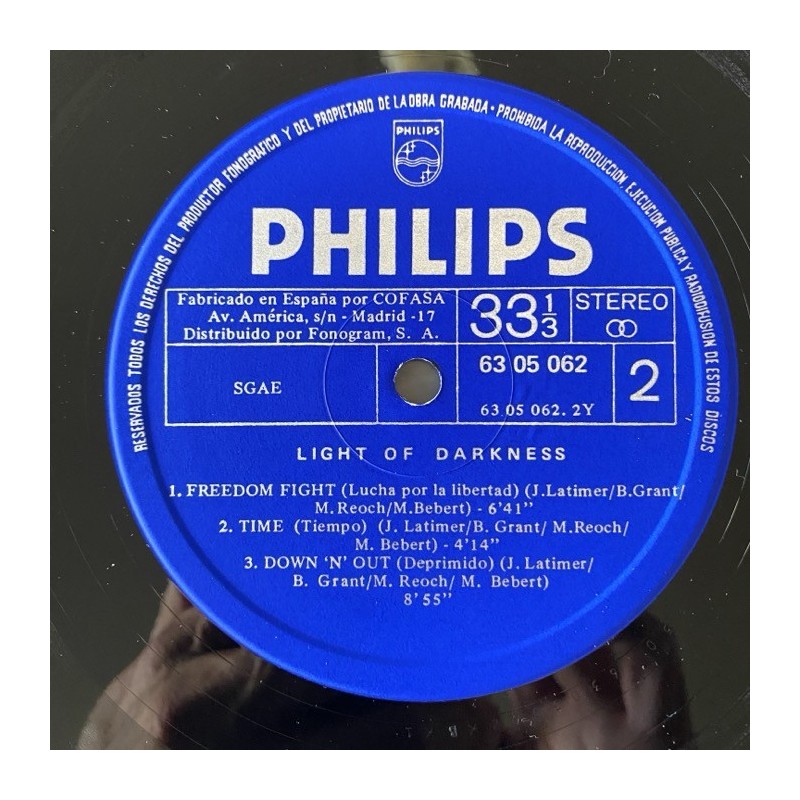 RESERVADOS TODOS LOS DERECHOS DEL PRODUCTOR FONOGRAFICO Y DEL PROPIETARIO DE LA OBRA GRABADA · PROHIBIDA LA REPRODUCCION, EJECUCION PUBLICA Y RADIODIFUSION DE ESTOS DISCOS
PHILIPS
PHILIPS
Fabricado en España por COFASA
Av. América, s/n - Madrid -17
Distribuido por Fonogram, S. A.
33 1/3
STEREO
SGAE
63 05 062
63 05 062. 2Y
2
LIGHT OF DARKNESS
1. FREEDOM FIGHT (Lucha por la libertad) (J.Latimer/B.Grant/
M.Reoch/M.Bebert) - 6'41"
2. TIME (Tiempo) (J. Latimer/B. Grant/ M.Reoch/
M. Bebert) - 4'14"
3. DOWN 'N' OUT (Deprimido) (J. Latimer/
B. Grant/M. Reoch/ M. Bebert)
8'55"